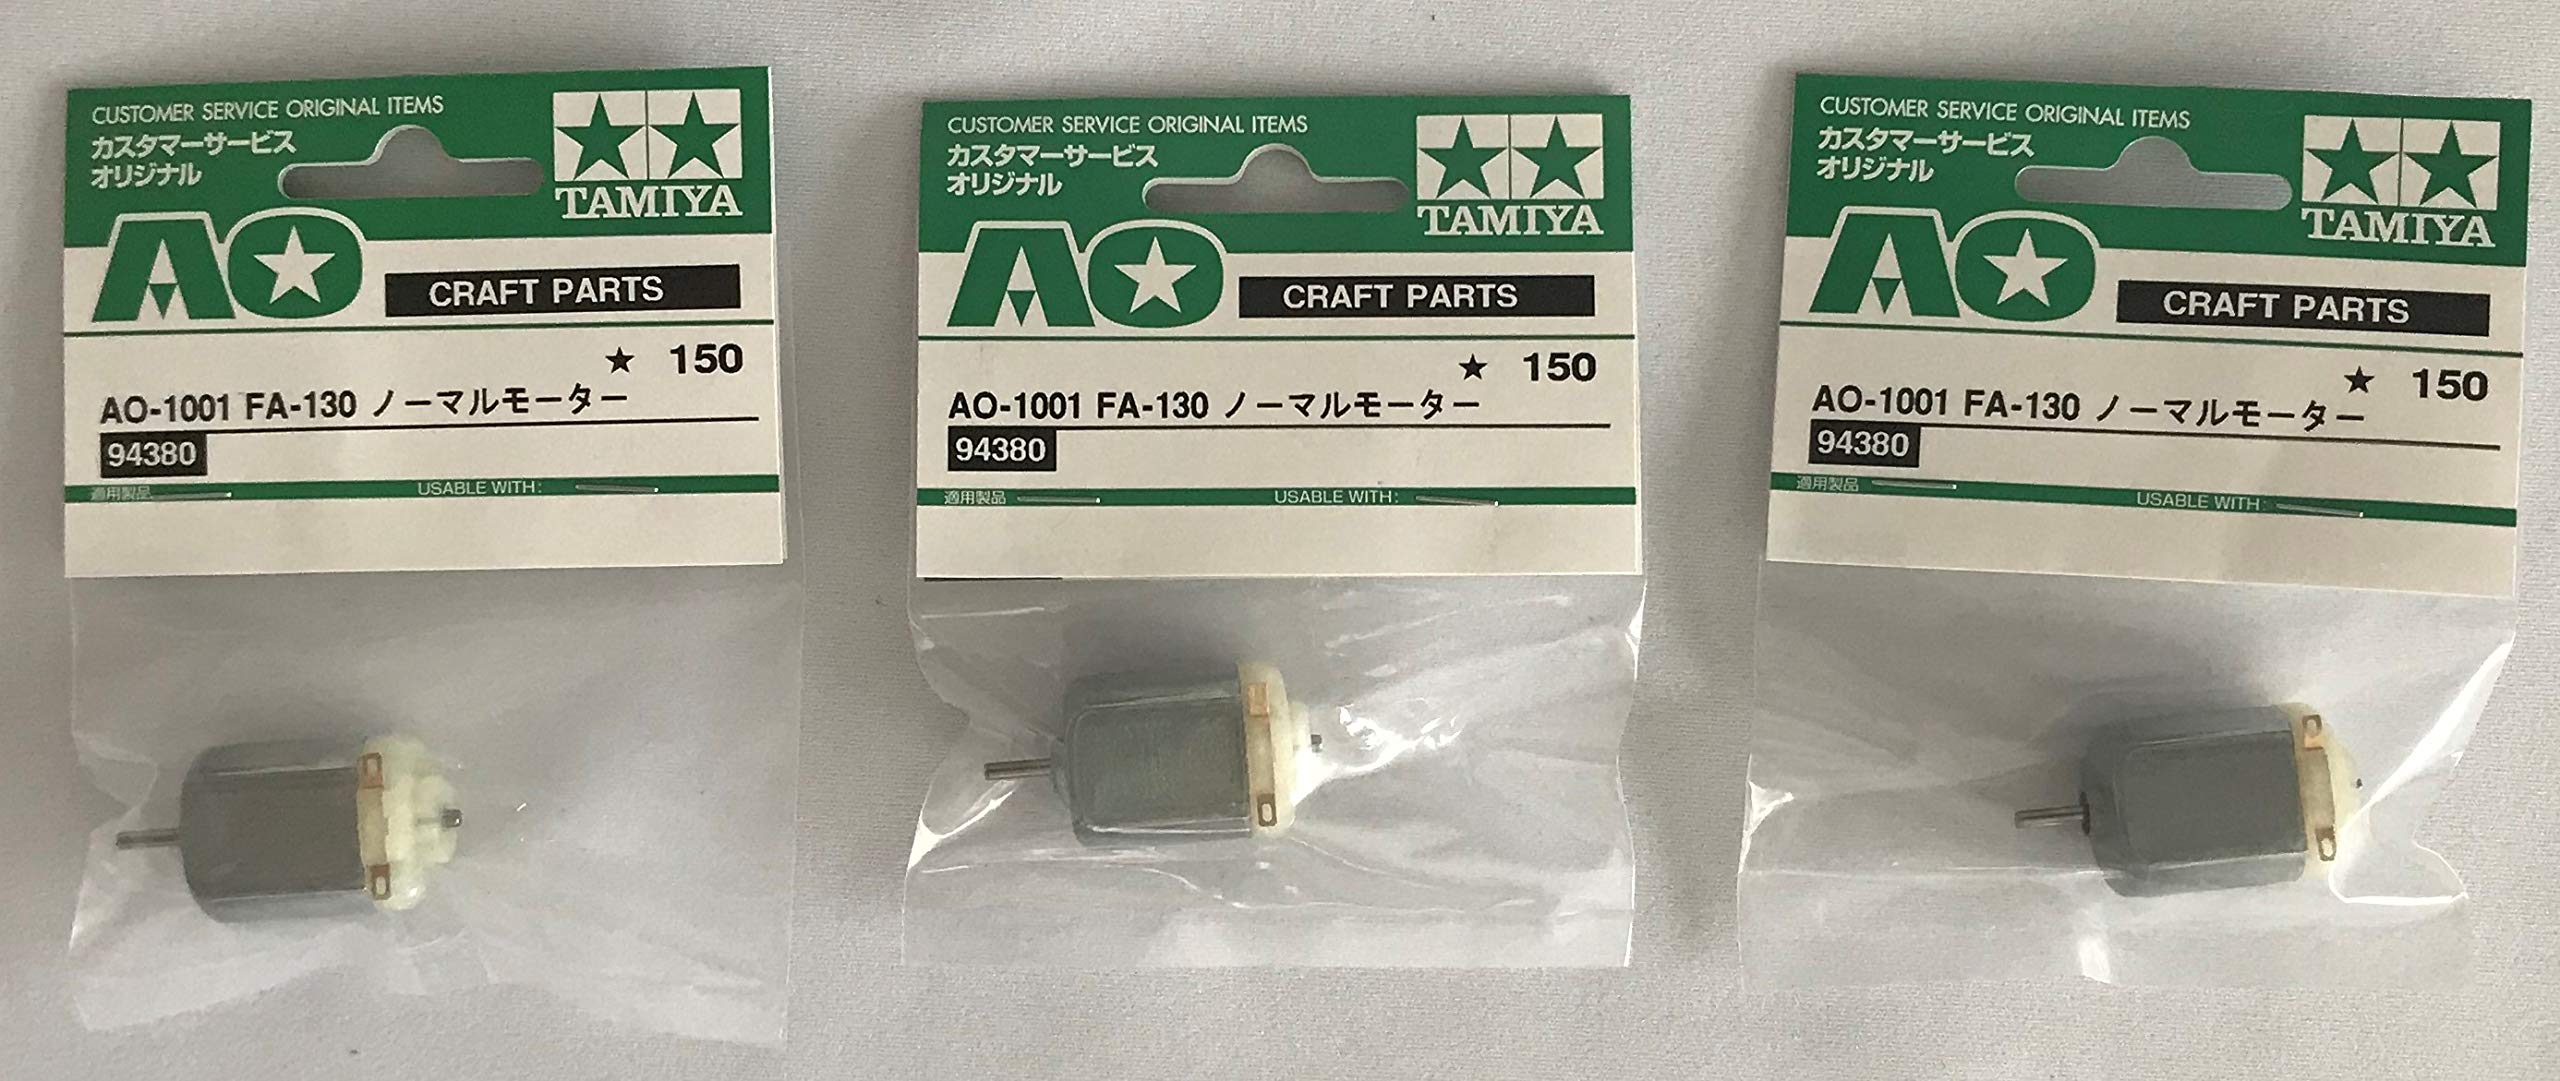 CUSTOMER SERVICE ORIGINAL ITEMS
カスタマーサービス
オリジナル
TAMIYA
AO
CRAFT PARTS
★ 150
AO-1001 FA-130 ノーマルモーター
94380
適用製品 USABLE WITH:
CUSTOMER SERVICE ORIGINAL ITEMS
カスタマーサービス
オリジナル
TAMIYA
AO
CRAFT PARTS
★ 150
AO-1001 FA-130 ノーマルモーター
94380
適用製品 USABLE WITH:
CUSTOMER SERVICE ORIGINAL ITEMS
カスタマーサービス
オリジナル
TAMIYA
AO
CRAFT PARTS
★ 150
AO-1001 FA-130 ノーマルモーター
94380
適用製品 USABLE WITH: